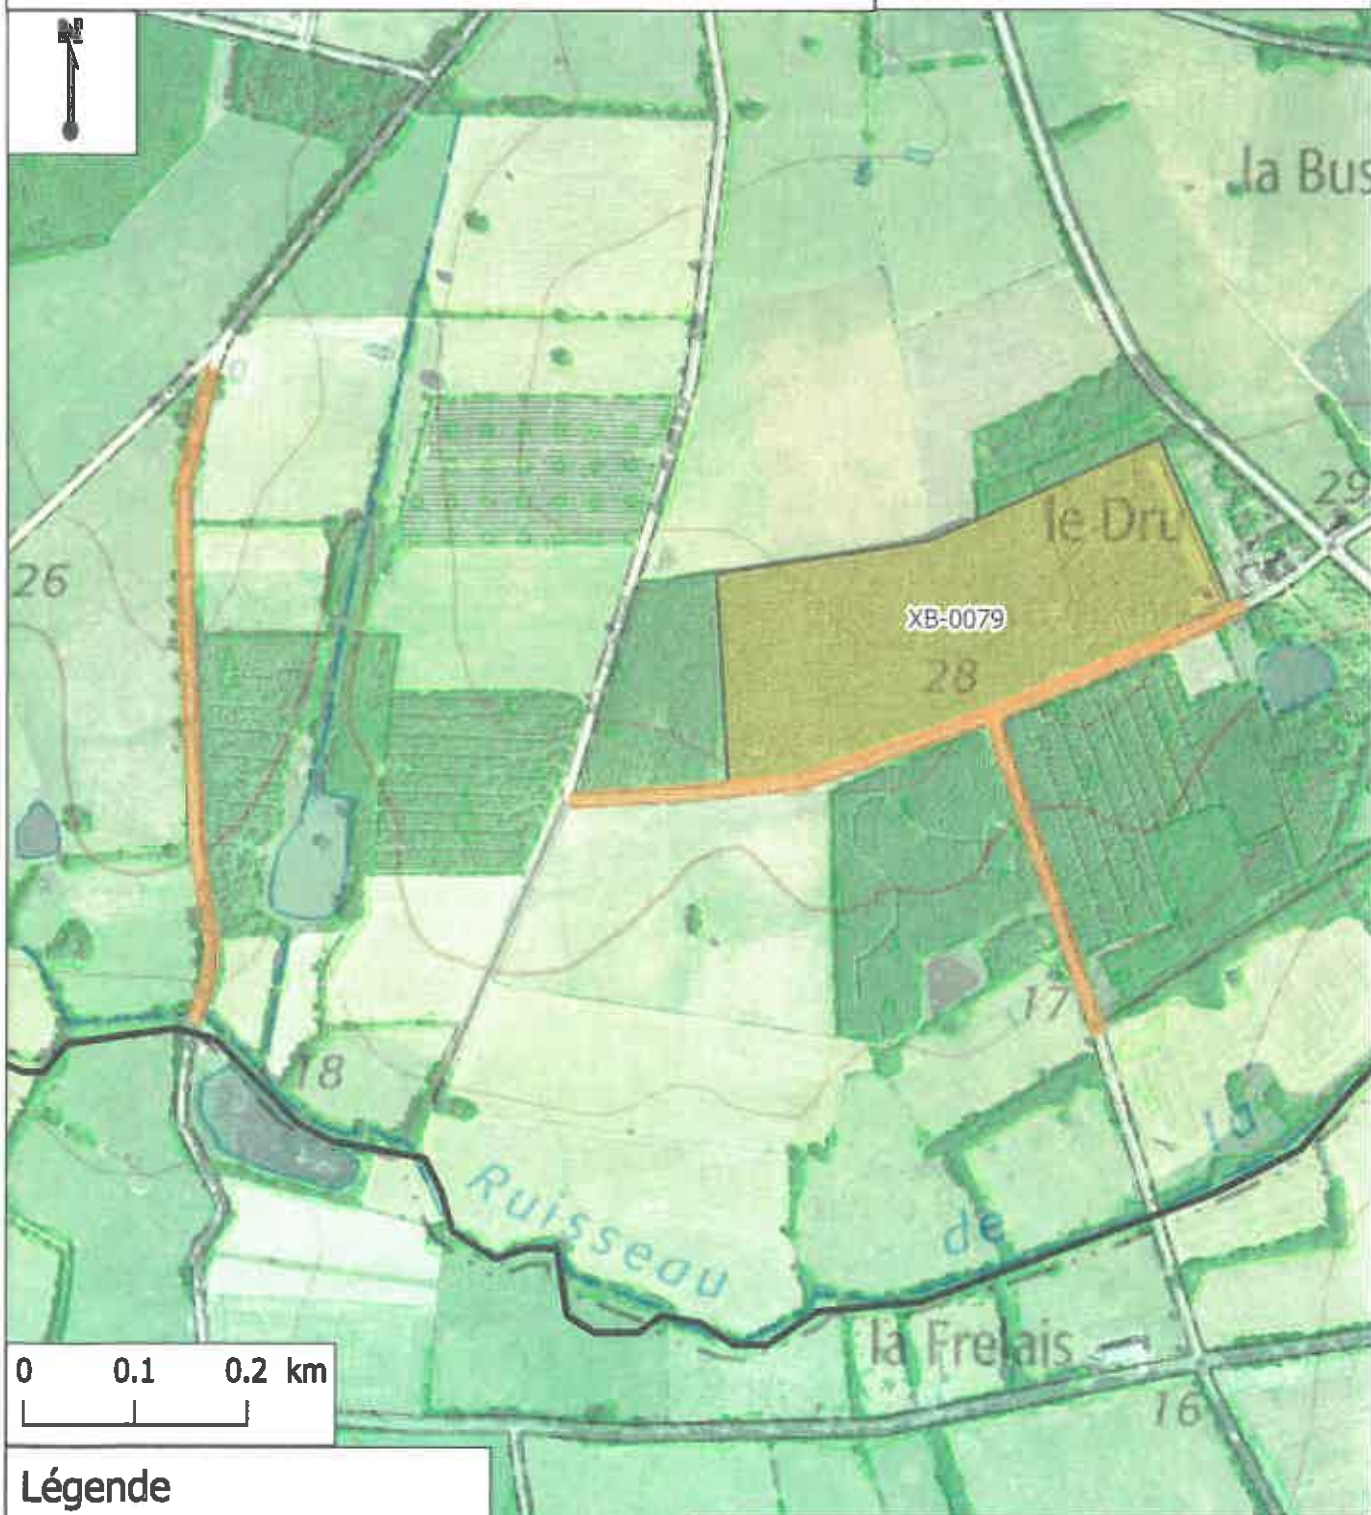 la Bus
29
le Dru
26
XB-0079
28
17
18
la
Ruisseau
de
la Frelais
0 0.1 0.2 km
16
Légende